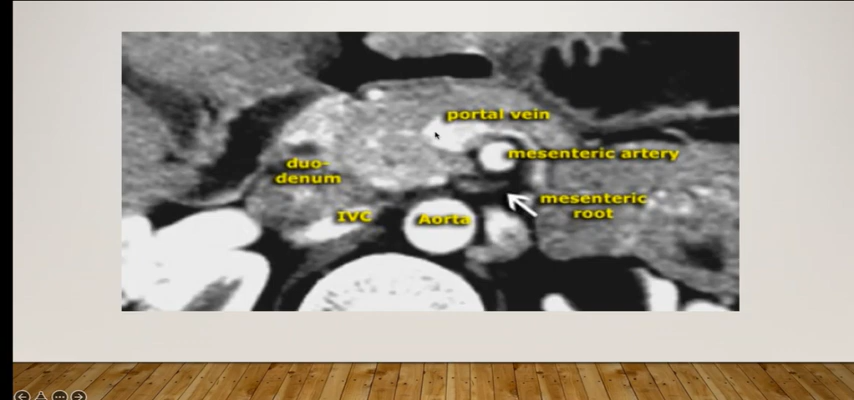 portal vein
mesenteric artery
duo-
denum
mesenteric
root
IVC
Aorta